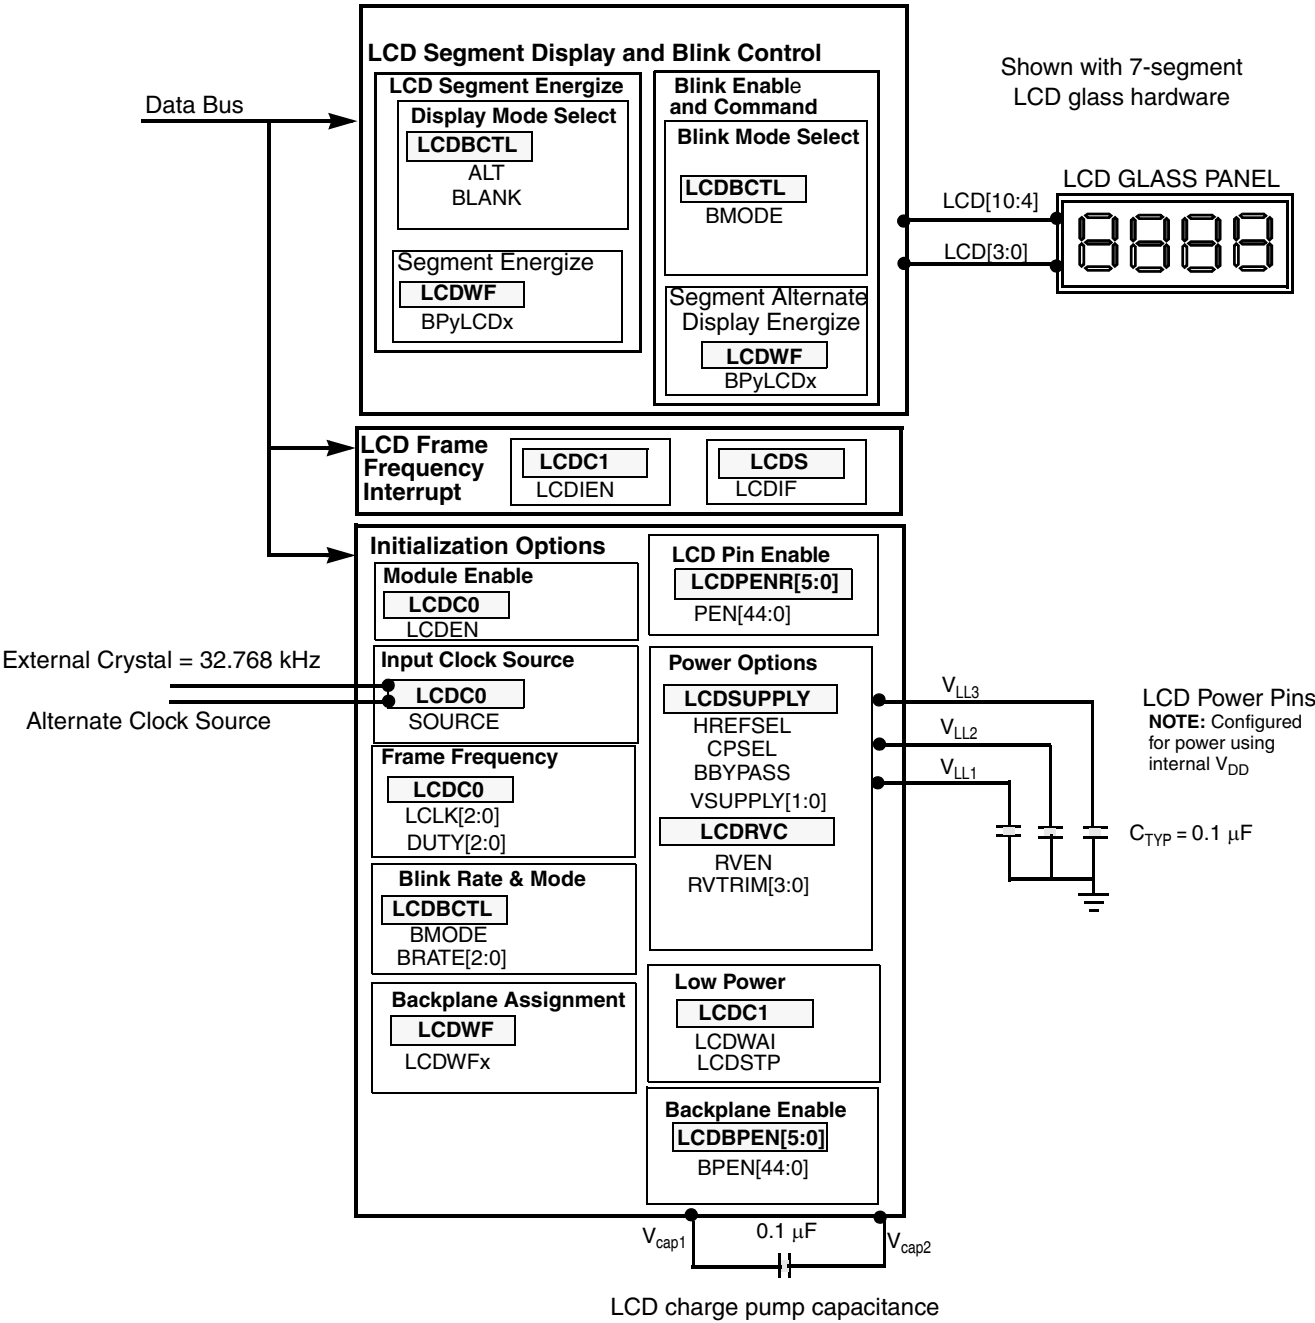 LCD Segment Display and Blink Control
LCD Segment Energize
Display Mode Select
LCDBCTL
ALT
BLANK
Segment Energize
LCDWF
BPyLCDx
Blink Enable
and Command
Blink Mode Select
LCDBCTL
BMODE
Segment Alternate
Display Energize
LCDWF
BPyLCDx
Data Bus
Shown with 7-segment
LCD glass hardware
LCD GLASS PANEL
LCD[10:4]
LCD[3:0]
LCD Frame
Frequency
Interrupt
LCDC1
LCDIEN
LCDS
LCDIF
Initialization Options
Module Enable
LCDC0
LCDEN
External Crystal = 32.768 kHz
Alternate Clock Source
Input Clock Source
LCDC0
SOURCE
Frame Frequency
LCDC0
LCLK[2:0]
DUTY[2:0]
Blink Rate & Mode
LCDBCTL
BMODE
BRATE[2:0]
Backplane Assignment
LCDWF
LCDWFx
LCD Pin Enable
LCDPENR[5:0]
PEN[44:0]
Power Options
LCDSUPPLY
HREFSEL
CPSEL
BBYPASS
VSUPPLY[1:0]
LCDRVC
RVEN
RVTRIM[3:0]
Low Power
LCDC1
LCDWAI
LCDSTP
Backplane Enable
LCDBPEN[5:0]
BPEN[44:0]
VLL3
VLL2
VLL1
LCD Power Pins
NOTE: Configured
for power using
internal VDD
CTYP = 0.1 μF
Vcap1
0.1 μF
Vcap2
LCD charge pump capacitance